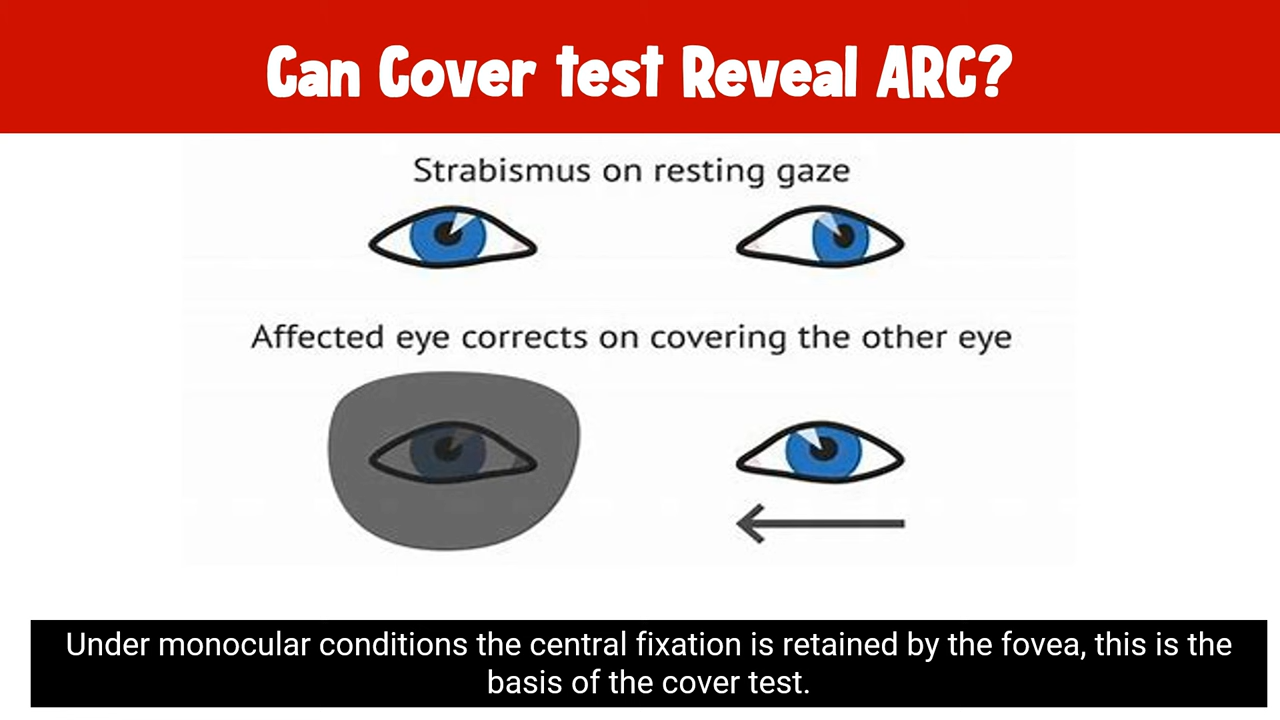 Can Cover test Reveal ARC?
Strabismus on resting gaze
Affected eye corrects on covering the other eye
Under monocular conditions the central fixation is retained by the fovea, this is the
basis of the cover test.